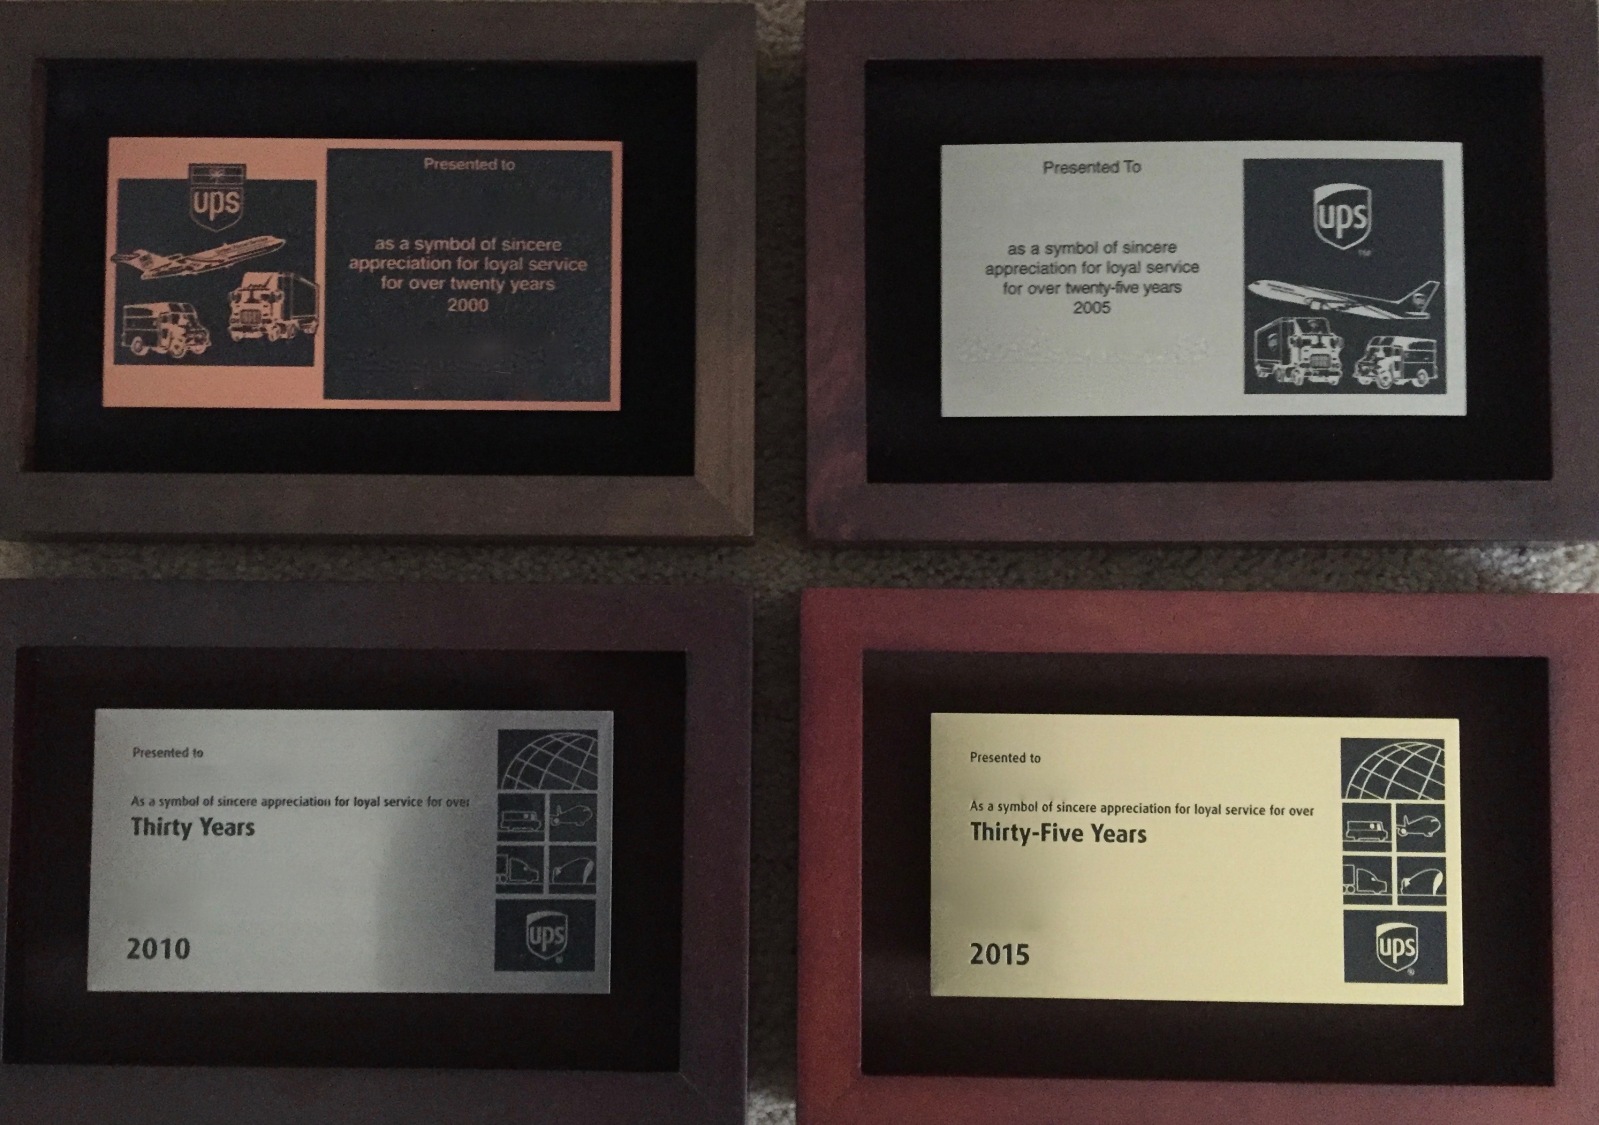 ups
Presented to
as a symbol of sincere
appreciation for loyal service
for over twenty years
2000
Presented To
as a symbol of sincere
appreciation for loyal service
for over twenty-five years
2005
ups
TM
Presented to
As a symbol of sincere appreciation for loyal service for over
Thirty Years
2010
ups
®
Presented to
As a symbol of sincere appreciation for loyal service for over
Thirty-Five Years
2015
ups
®